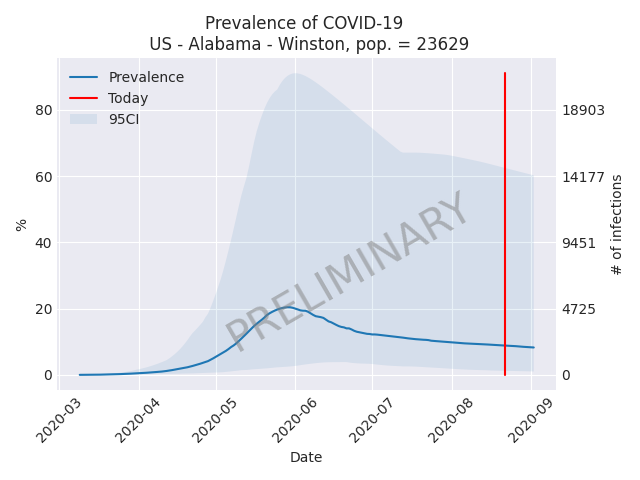 Prevalence of COVID-19
US - Alabama - Winston, pop. = 23629
Prevalence
Today
95CI
PRELIMINARY
%
80
60
40
20
0
18903
14177
9451
4725
0
# of infections
2020-03
2020-04
2020-05
2020-06
2020-07
2020-08
2020-09
Date